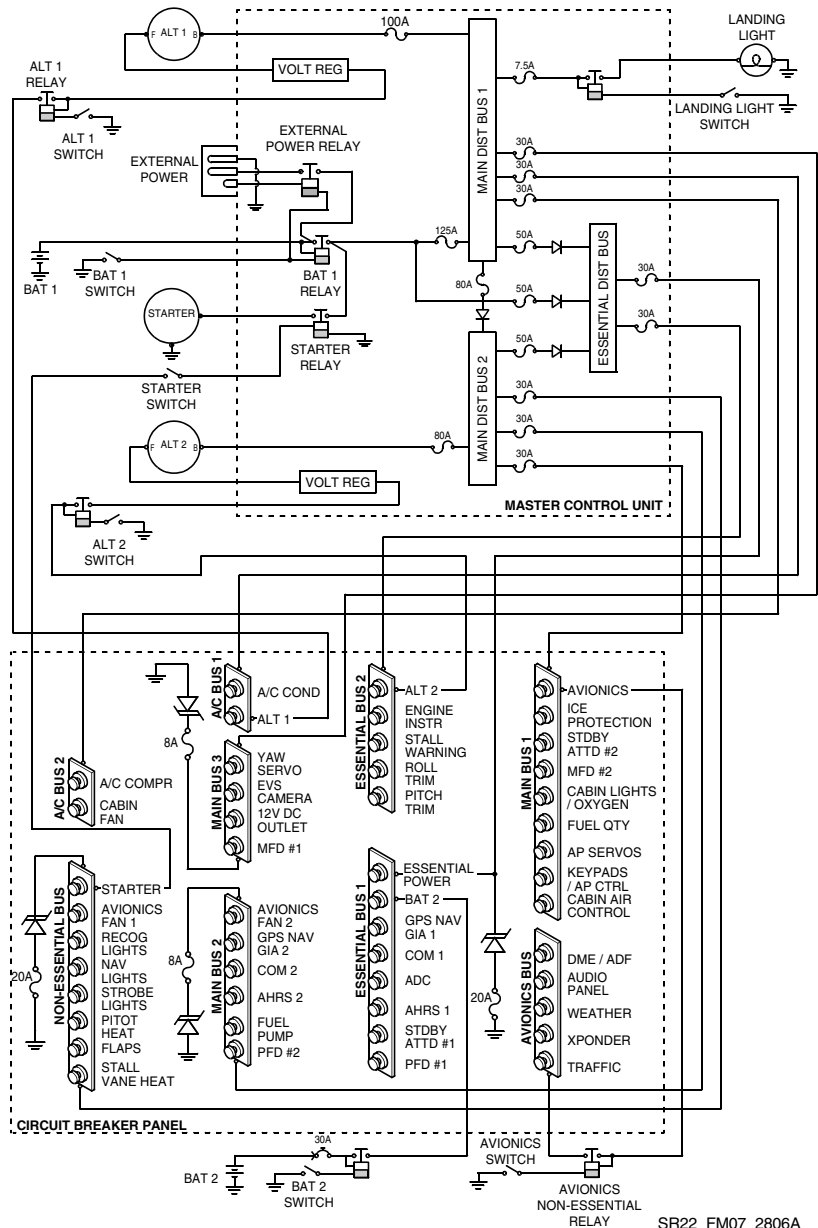 ALT 1
F
B
100A
LANDING
LIGHT
ALT 1
RELAY
VOLT REG
7.5A
LANDING LIGHT
SWITCH
ALT 1
SWITCH
EXTERNAL
POWER RELAY
EXTERNAL
POWER
MAIN DIST BUS 1
30A
30A
30A
125A
50A
30A
BAT 1
BAT 1
SWITCH
BAT 1
RELAY
80A
50A
ESSENTIAL DIST BUS
30A
STARTER
STARTER
RELAY
50A
STARTER
SWITCH
MAIN DIST BUS 2
30A
30A
30A
F
ALT 2
B
80A
VOLT REG
MASTER CONTROL UNIT
ALT 2
SWITCH
A/C BUS 1
A/C COND
ALT 1
8A
MAIN BUS 3
YAW
SERVO
EVS
CAMERA
12V DC
OUTLET
MFD #1
ESSENTIAL BUS 2
ALT 2
ENGINE
INSTR
STALL
WARNING
ROLL
TRIM
PITCH
TRIM
MAIN BUS 1
AVIONICS
ICE
PROTECTION
STDBY
ATTD #2
MFD #2
CABIN LIGHTS
/ OXYGEN
FUEL QTY
AP SERVOS
KEYPADS
/ AP CTRL
CABIN AIR
CONTROL
A/C BUS 2
A/C COMPR
CABIN
FAN
NON-ESSENTIAL BUS
STARTER
AVIONICS
FAN 1
RECOG
LIGHTS
NAV
LIGHTS
STROBE
LIGHTS
PITOT
HEAT
FLAPS
STALL
VANE HEAT
20A
8A
MAIN BUS 2
AVIONICS
FAN 2
GPS NAV
GIA 2
COM 2
AHRS 2
FUEL
PUMP
PFD #2
ESSENTIAL BUS 1
ESSENTIAL
POWER
BAT 2
GPS NAV
GIA 1
COM 1
ADC
AHRS 1
STDBY
ATTD #1
PFD #1
20A
AVIONICS BUS
DME / ADF
AUDIO
PANEL
WEATHER
XPONDER
TRAFFIC
CIRCUIT BREAKER PANEL
30A
BAT 2
BAT 2
SWITCH
AVIONICS
SWITCH
AVIONICS
NON-ESSENTIAL
RELAY
SR22_FM07_2806A